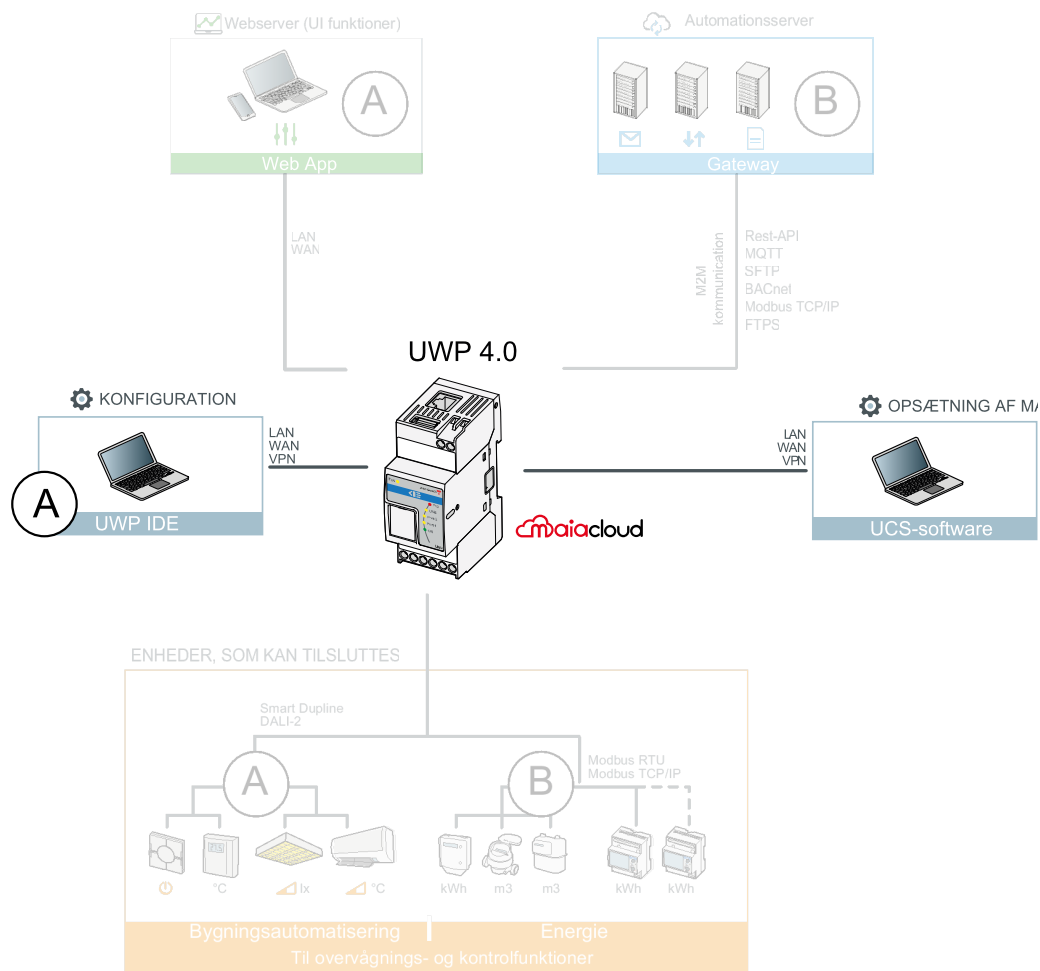 Webserver (UI funktioner)
A
Web App
Automationsserver
B
Gateway
LAN
WAN
M2M
kommunication
Rest-API
MQTT
SFTP
BACnet
Modbus TCP/IP
FTPS
UWP 4.0
KONFIGURATION
A
UWP IDE
LAN
WAN
VPN
maiacloud
OPSÆTNING AF MA
LAN
WAN
VPN
UCS-software
ENHEDER, SOM KAN TILSLUTTES
Smart Dupline
DALI-2
A
B
Modbus RTU
Modbus TCP/IP
°C
lx
°C
kWh
m3
m3
kWh
kWh
Bygningsautomatisering
Energie
Til overvågnings- og kontrolfunktioner